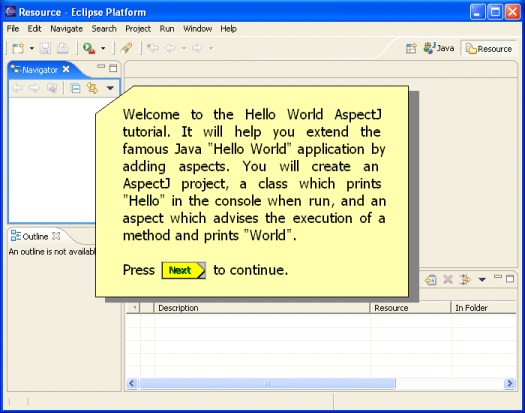 Resource - Eclipse Platform
File Edit Navigate Search Project Run Window Help
Java Resource
Navigator
Welcome to the Hello World AspectJ
tutorial. It will help you extend the
famous Java "Hello World" application by
adding aspects. You will create an
AspectJ project, a class which prints
"Hello" in the console when run, and an
aspect which advises the execution of a
method and prints "World".
Press Next to continue.
Outline
An outline is not availab
Description Resource In Folder